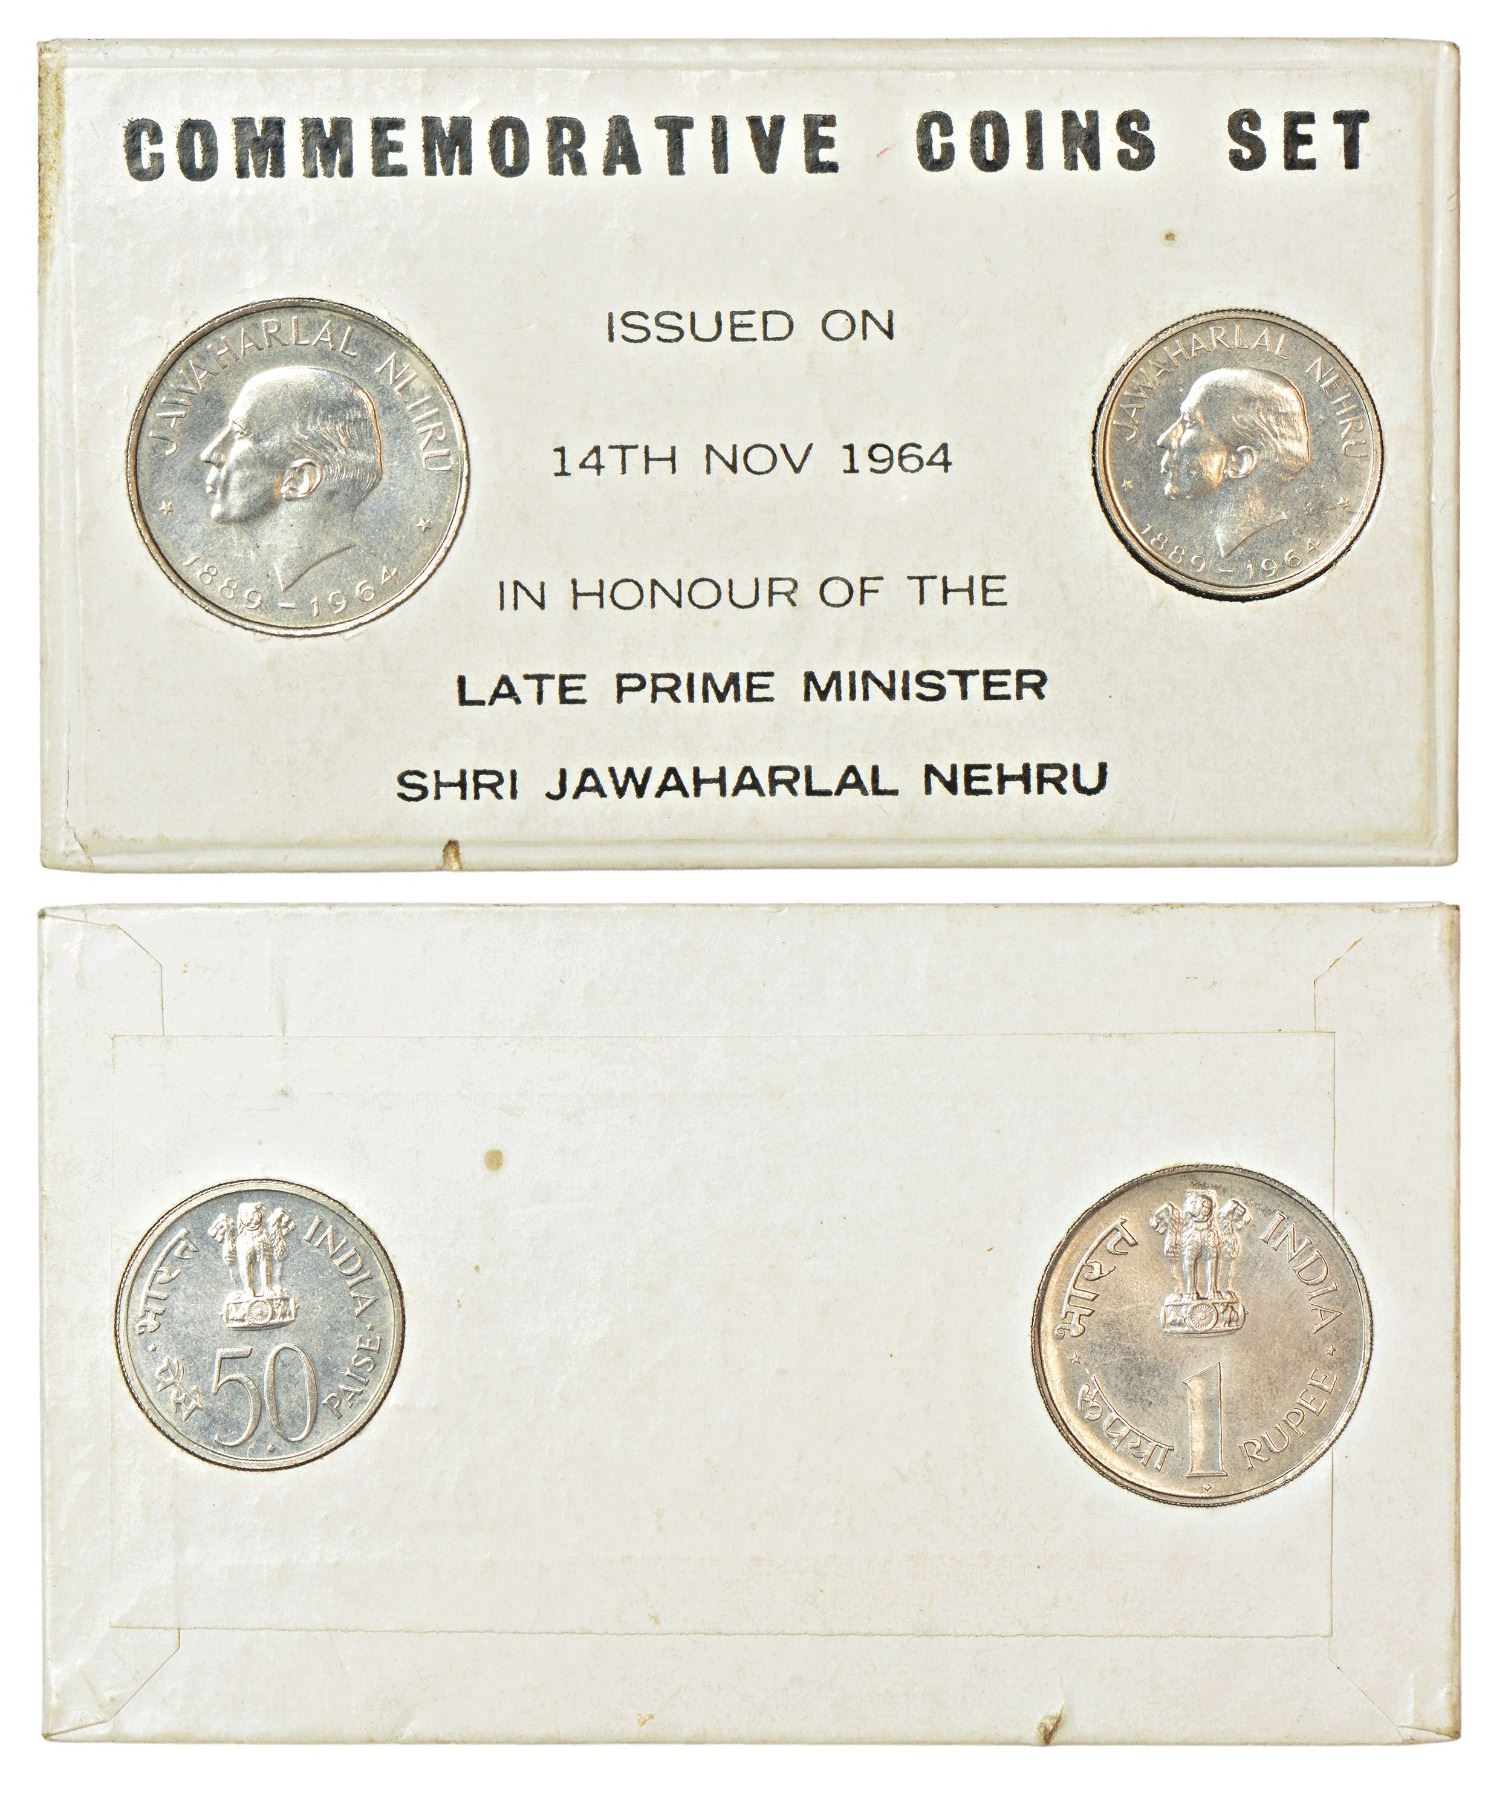 COMMEMORATIVE COINS SET
ISSUED ON
14TH NOV 1964
IN HONOUR OF THE
LATE PRIME MINISTER
SHRI JAWAHARLAL NEHRU
JAWAHARLAL NEHRU
1889-1964
JAWAHARLAL NEHRU
1889-1964
भारत INDIA
पैसे 50 PAISE
भारत INDIA
रुपया 1 RUPEE